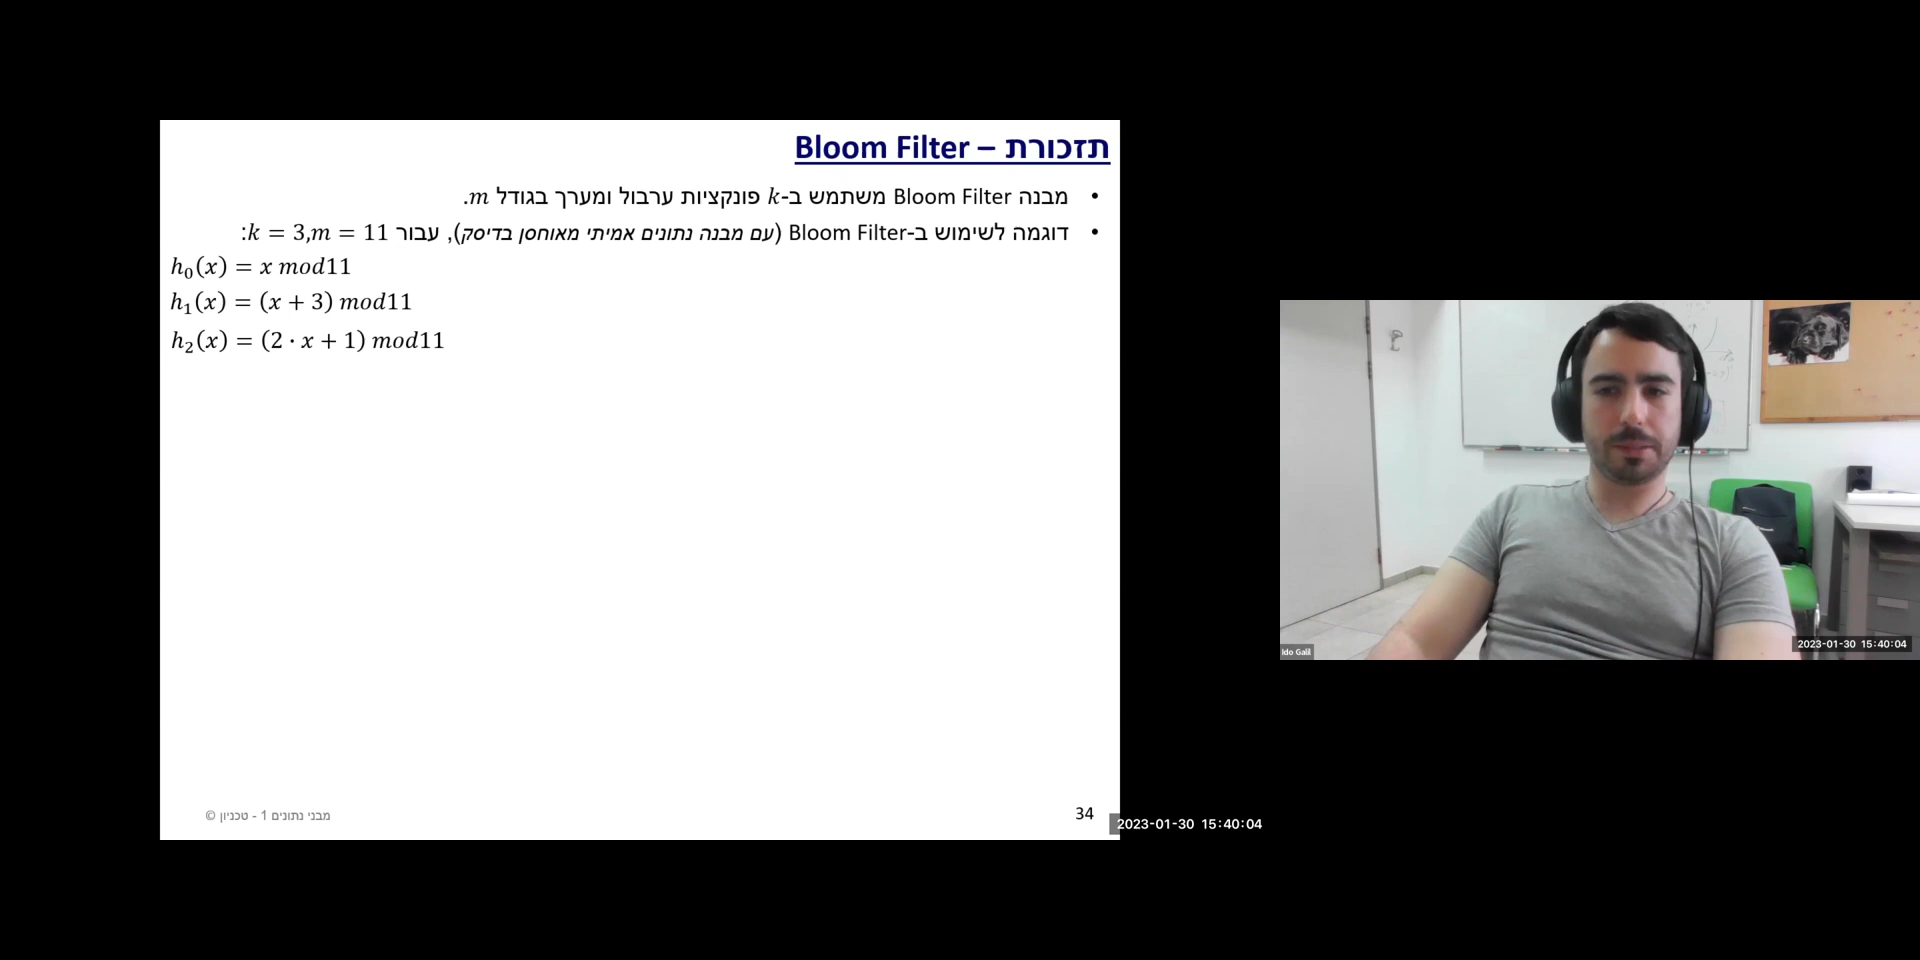 תזכורת – Bloom Filter
• מבנה Bloom Filter משתמש ב-k פונקציות ערבול ומערך בגודל m.
• דוגמה לשימוש ב-Bloom Filter (עם מבנה נתונים אמיתי מאוחסן בדיסק), עבור k = 3,m = 11:
h₀(x) = x mod11
h₁(x) = (x + 3) mod11
h₂(x) = (2 · x + 1) mod11
מבני נתונים 1 - טכניון ©
34
2023-01-30 15:40:04
Ido Galil
2023-01-30 15:40:04